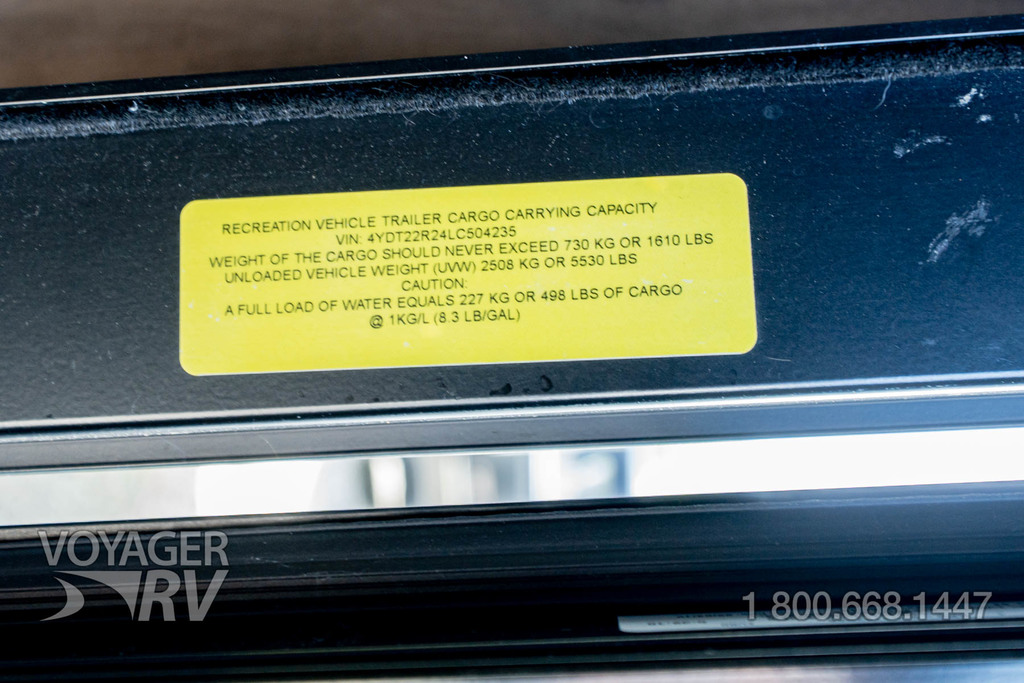 RECREATION VEHICLE TRAILER CARGO CARRYING CAPACITY
VIN: 4YDT22R24LC504235
WEIGHT OF THE CARGO SHOULD NEVER EXCEED 730 KG OR 1610 LBS
UNLOADED VEHICLE WEIGHT (UVW) 2508 KG OR 5530 LBS
CAUTION:
A FULL LOAD OF WATER EQUALS 227 KG OR 498 LBS OF CARGO
@ 1KG/L (8.3 LB/GAL)
VOYAGER
RV
1 800.668.1447